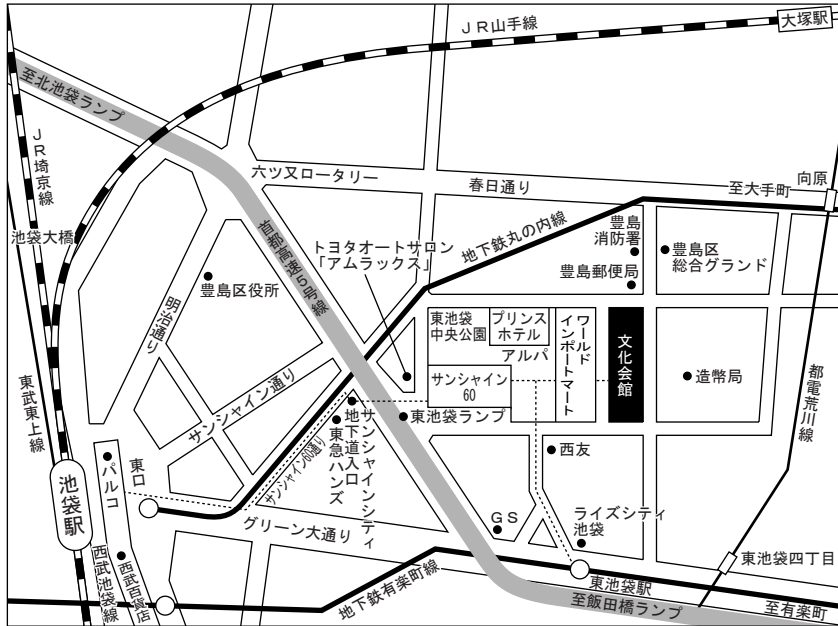 JR山手線
大塚駅
至北池袋ランプ
JR埼京線
六ツ又ロータリー
春日通り
至大手町
向原
池袋大橋
首都高速5号線
トヨタオートサロン
「アムラックス」
地下鉄丸の内線
豊島
消防署
豊島区
総合グランド
豊島郵便局
豊島区役所
明治通り
東池袋
中央公園
プリンス
ホテル
アルパ
ワールド
インポートマート
文化会館
サンシャイン
60
造幣局
都電荒川線
サンシャイン通り
東武東上線
サンシャイン60通り
東急ハンズ
サンシャインシティ
地下道入口
東池袋ランプ
西友
パルコ
東口
池袋駅
グリーン大通り
GS
ライズシティ
池袋
西武池袋線
西武百貨店
地下鉄有楽町線
東池袋駅
東池袋四丁目
至飯田橋ランプ
至有楽町